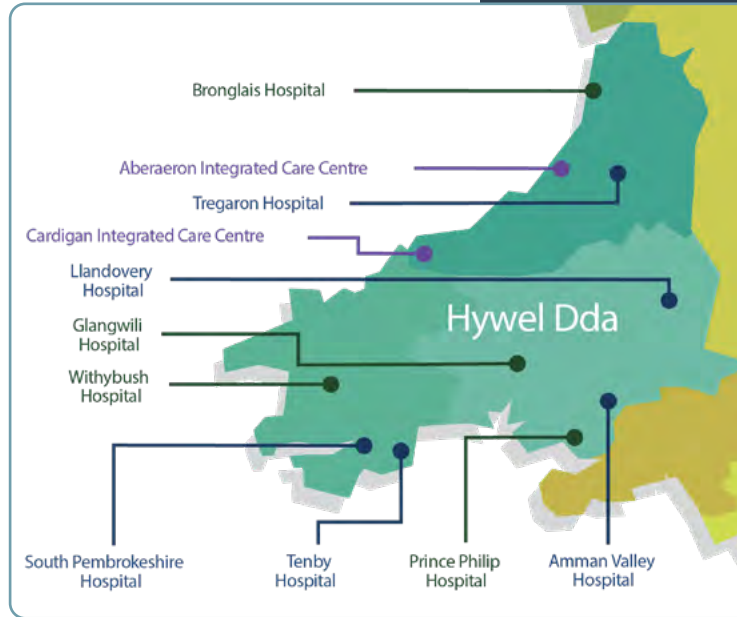 Bronglais Hospital
Aberaeron Integrated Care Centre
Tregaron Hospital
Cardigan Integrated Care Centre
Llandovery
Hospital
Hywel Dda
Glangwili
Hospital
Withybush
Hospital
South Pembrokeshire
Hospital
Tenby
Hospital
Prince Philip
Hospital
Amman Valley
Hospital